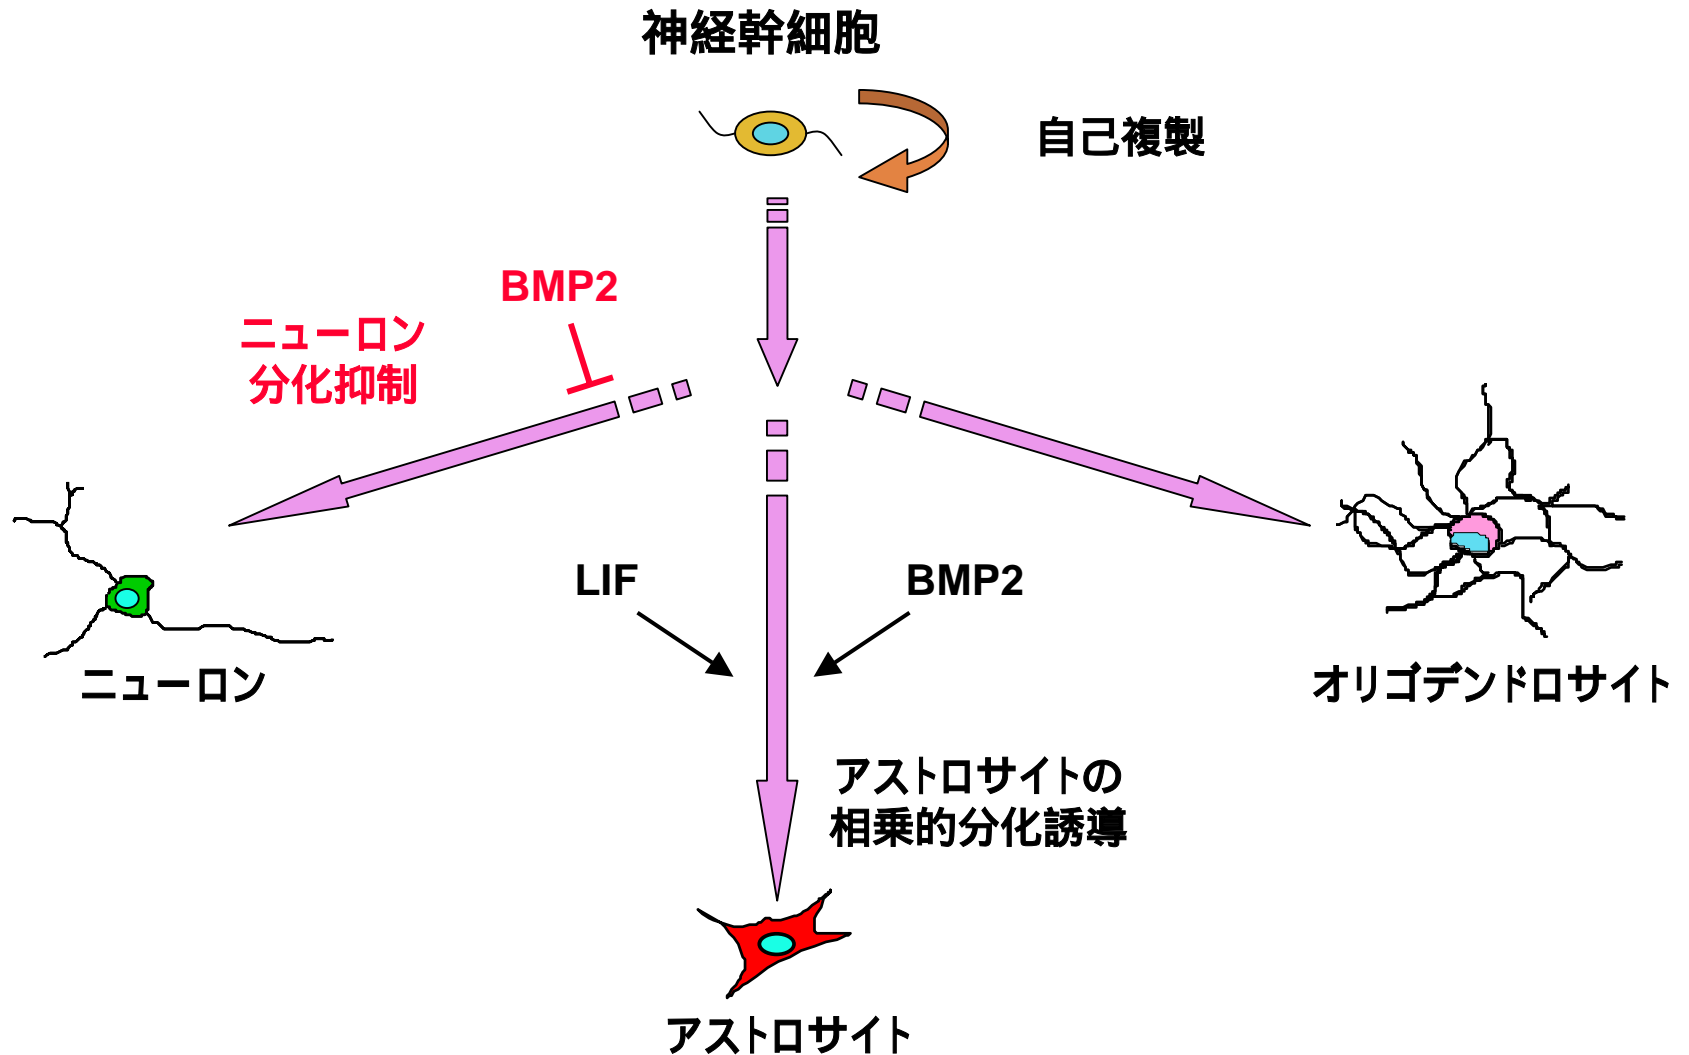 神経幹細胞
自己複製
BMP2
ニューロン
分化抑制
LIF
BMP2
ニューロン
オリゴデンドロサイト
アストロサイトの
相乗的分化誘導
アストロサイト